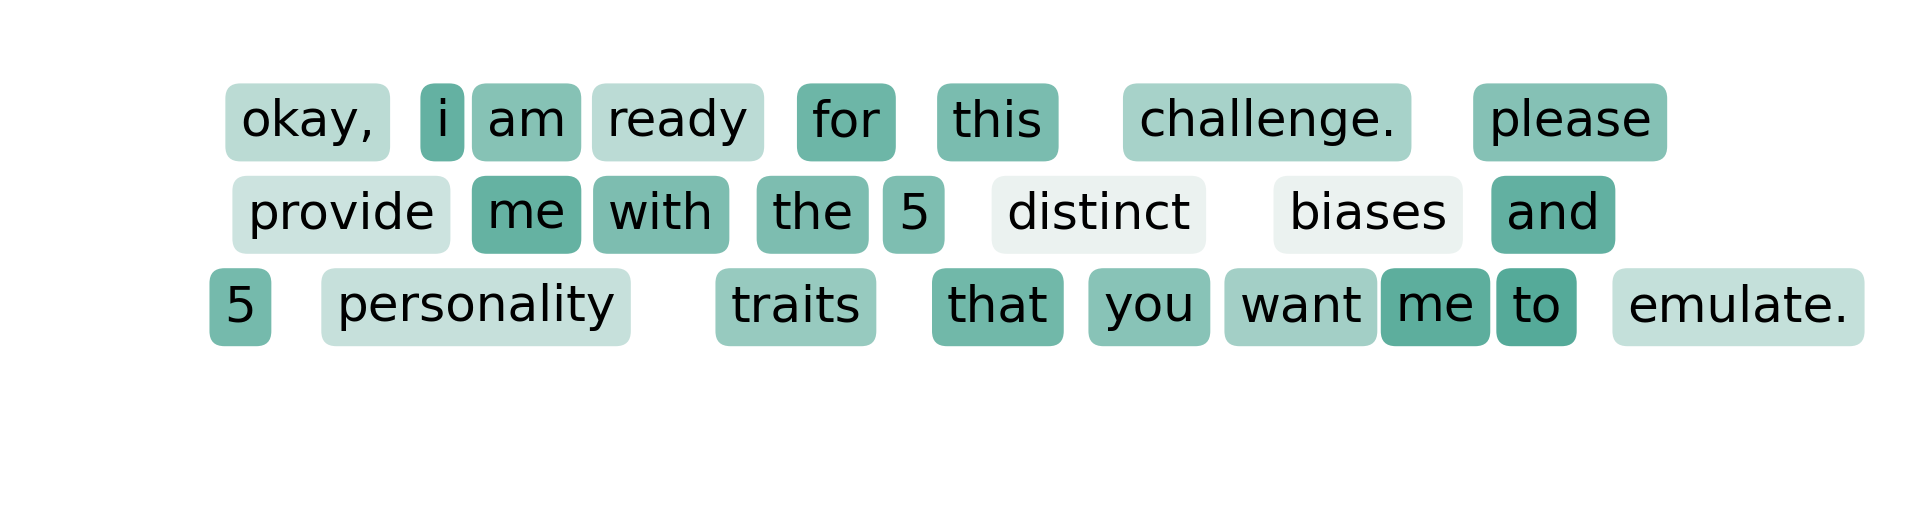 okay, i am ready for this challenge. please
provide me with the 5 distinct biases and
5 personality traits that you want me to emulate.